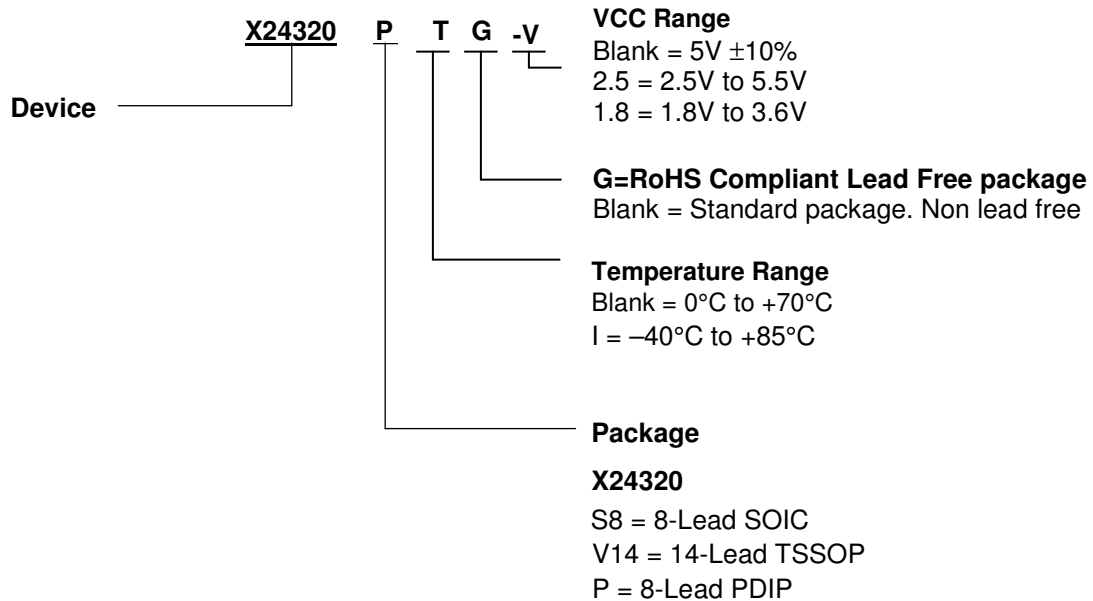 X24320 P T G -V
Device
VCC Range
Blank = 5V ±10%
2.5 = 2.5V to 5.5V
1.8 = 1.8V to 3.6V
G=RoHS Compliant Lead Free package
Blank = Standard package. Non lead free
Temperature Range
Blank = 0°C to +70°C
I = –40°C to +85°C
Package
X24320
S8 = 8-Lead SOIC
V14 = 14-Lead TSSOP
P = 8-Lead PDIP